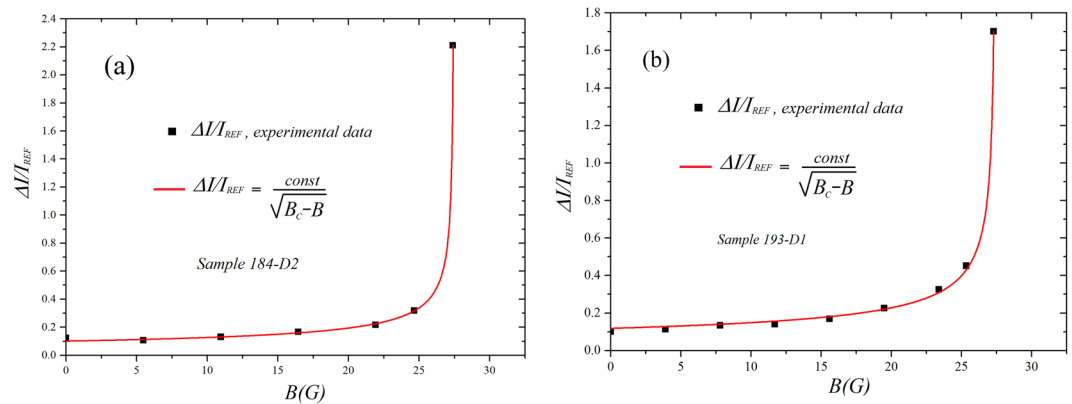 (a)
ΔI/I_REF
2.4
2.2
2.0
1.8
1.6
1.4
1.2
1.0
0.8
0.6
0.4
0.2
0.0
ΔI/I_REF , experimental data
ΔI/I_REF = const / √(B_C−B)
Sample 184-D2
0 5 10 15 20 25 30
B(G)
(b)
ΔI/I_REF
1.8
1.6
1.4
1.2
1.0
0.8
0.6
0.4
0.2
0.0
ΔI/I_REF , experimental data
ΔI/I_REF = const / √(B_C−B)
Sample 193-D1
0 5 10 15 20 25 30
B(G)